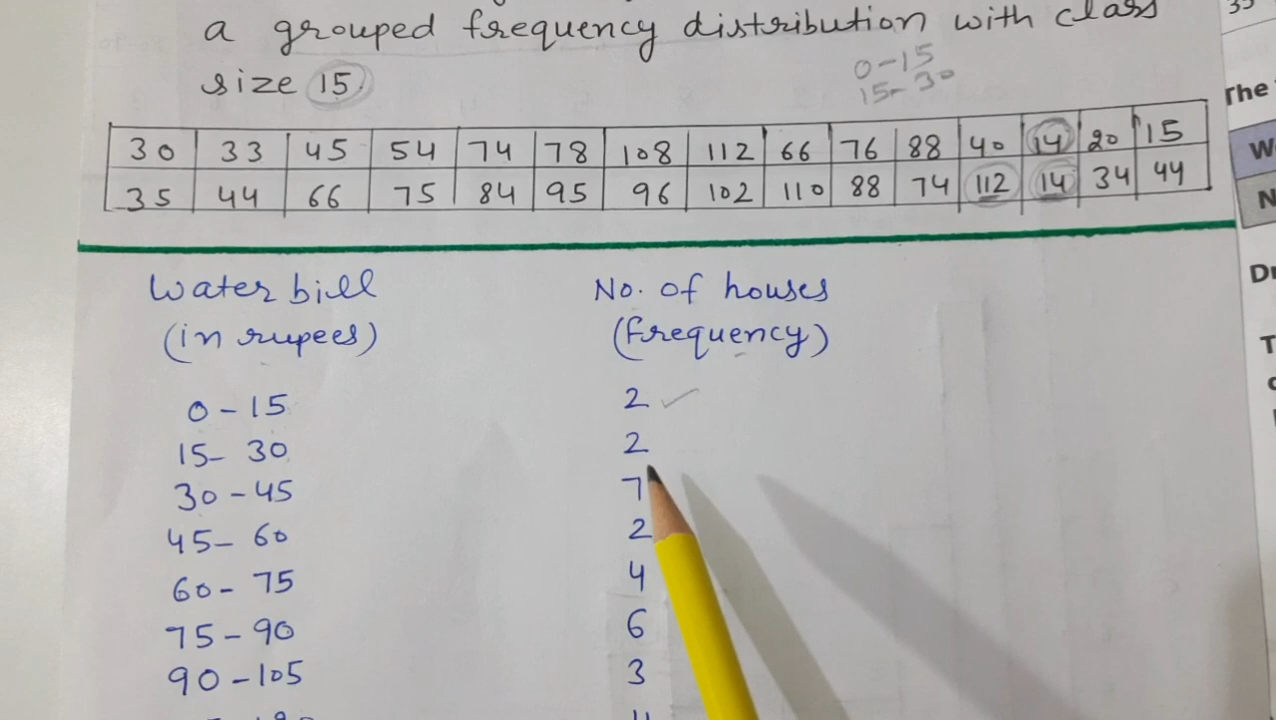 a grouped frequency distribution with class
size 15.
0-15
15-30
30 33 45 54 74 78 108 112 66 76 88 40 14 20 15
35 44 66 75 84 95 96 102 110 88 74 112 14 34 44
Water bill No. of houses
(in rupees) (frequency)
0-15 2
15-30 2
30-45 7
45-60 2
60-75 4
75-90 6
90-105 3
The